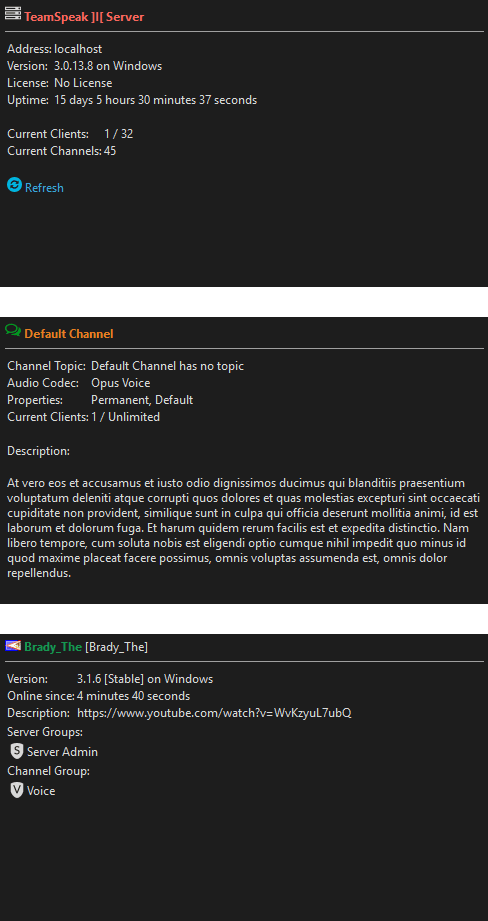 TeamSpeak ]I[ Server
Address: localhost
Version: 3.0.13.8 on Windows
License: No License
Uptime: 15 days 5 hours 30 minutes 37 seconds
Current Clients: 1 / 32
Current Channels: 45
Refresh
Default Channel
Channel Topic: Default Channel has no topic
Audio Codec: Opus Voice
Properties: Permanent, Default
Current Clients: 1 / Unlimited
Description:
At vero eos et accusamus et iusto odio dignissimos ducimus qui blanditiis praesentium
voluptatum deleniti atque corrupti quos dolores et quas molestias excepturi sint occaecati
cupiditate non provident, similique sunt in culpa qui officia deserunt mollitia animi, id est
laborum et dolorum fuga. Et harum quidem rerum facilis est et expedita distinctio. Nam
libero tempore, cum soluta nobis est eligendi optio cumque nihil impedit quo minus id
quod maxime placeat facere possimus, omnis voluptas assumenda est, omnis dolor
repellendus.
Brady_The [Brady_The]
Version: 3.1.6 [Stable] on Windows
Online since: 4 minutes 40 seconds
Description: https://www.youtube.com/watch?v=WvKzyuL7ubQ
Server Groups:
S Server Admin
Channel Group:
V Voice